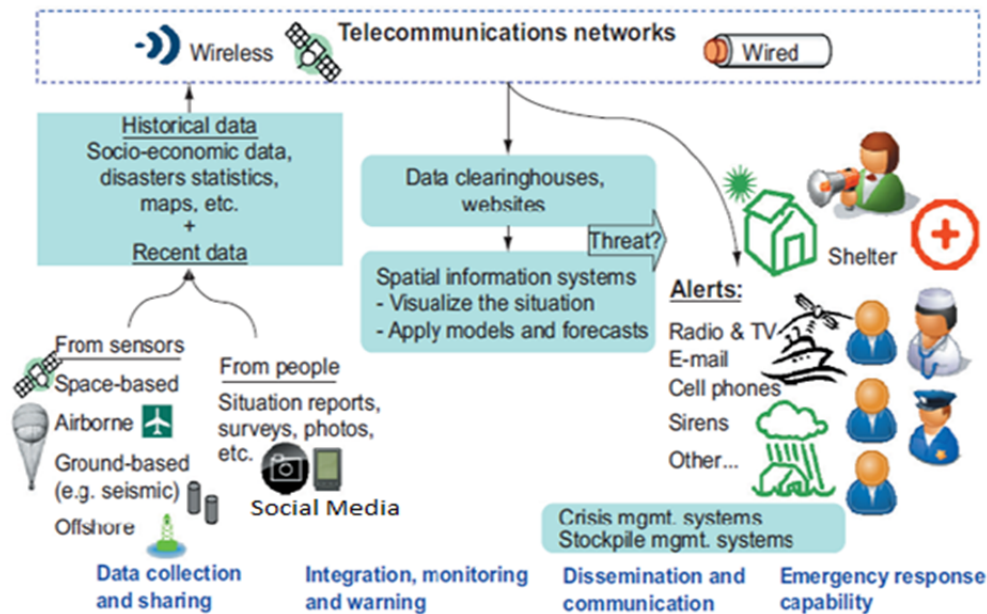 Telecommunications networks
Wireless
Wired
Historical data
Socio-economic data,
disasters statistics,
maps, etc.
+
Recent data
From sensors
Space-based
Airborne
Ground-based
(e.g. seismic)
Offshore
From people
Situation reports,
surveys, photos,
etc.
Social Media
Data clearinghouses,
websites
Threat?
Spatial information systems
- Visualize the situation
- Apply models and forecasts
Shelter
Alerts:
Radio & TV
E-mail
Cell phones
Sirens
Other...
Crisis mgmt. systems
Stockpile mgmt. systems
Data collection
and sharing
Integration, monitoring
and warning
Dissemination and
communication
Emergency response
capability